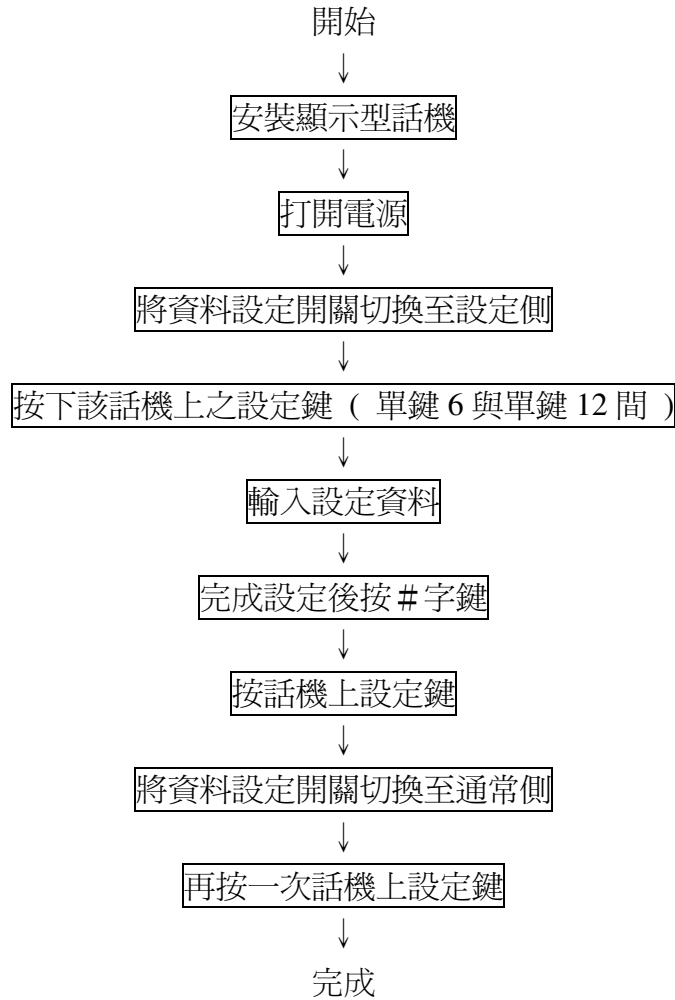 開始
↓
安裝顯示型話機
↓
打開電源
↓
將資料設定開關切換至設定側
↓
按下該話機上之設定鍵 ( 單鍵 6 與單鍵 12 間 )
↓
輸入設定資料
↓
完成設定後按＃字鍵
↓
按話機上設定鍵
↓
將資料設定開關切換至通常側
↓
再按一次話機上設定鍵
↓
完成